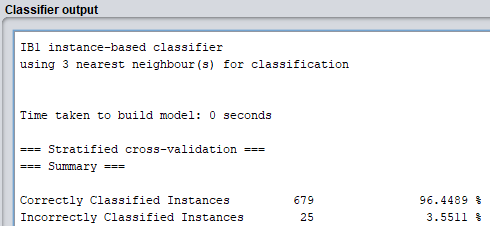 Classifier output
IB1 instance-based classifier
using 3 nearest neighbour(s) for classification
Time taken to build model: 0 seconds
=== Stratified cross-validation ===
=== Summary ===
Correctly Classified Instances 679 96.4489 %
Incorrectly Classified Instances 25 3.5511 %